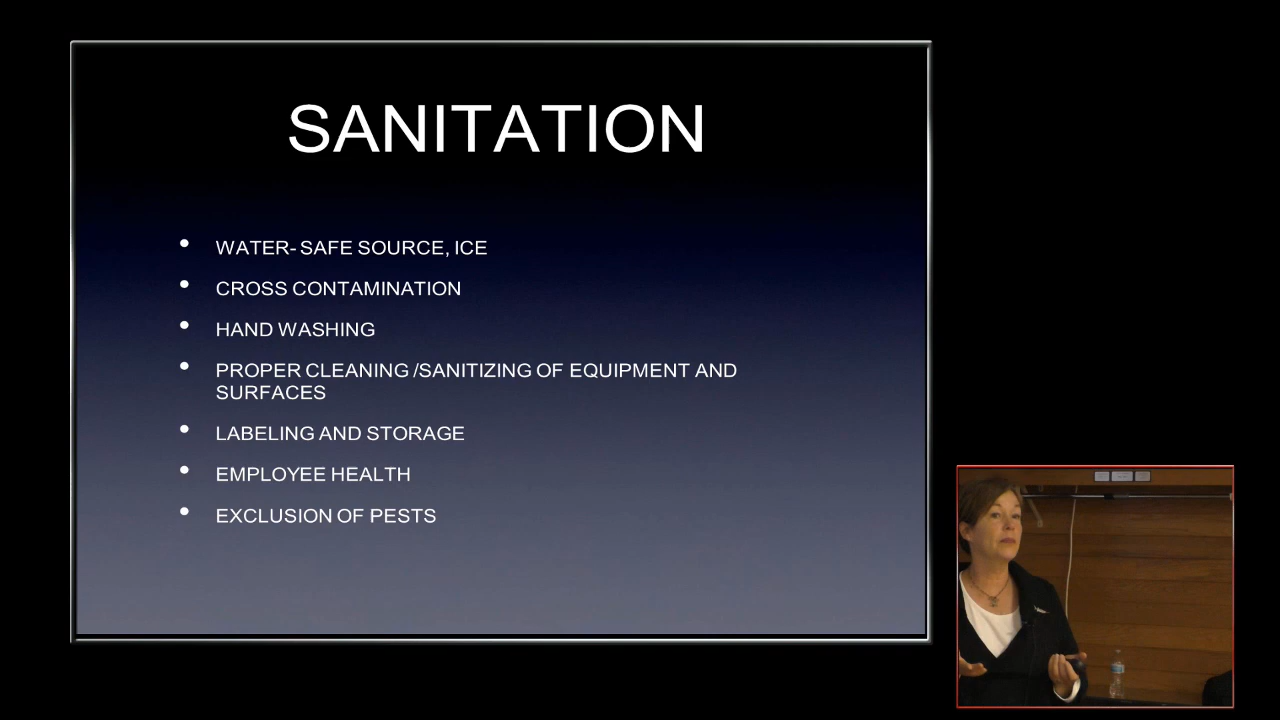 SANITATION
• WATER- SAFE SOURCE, ICE
• CROSS CONTAMINATION
• HAND WASHING
• PROPER CLEANING /SANITIZING OF EQUIPMENT AND
SURFACES
• LABELING AND STORAGE
• EMPLOYEE HEALTH
• EXCLUSION OF PESTS